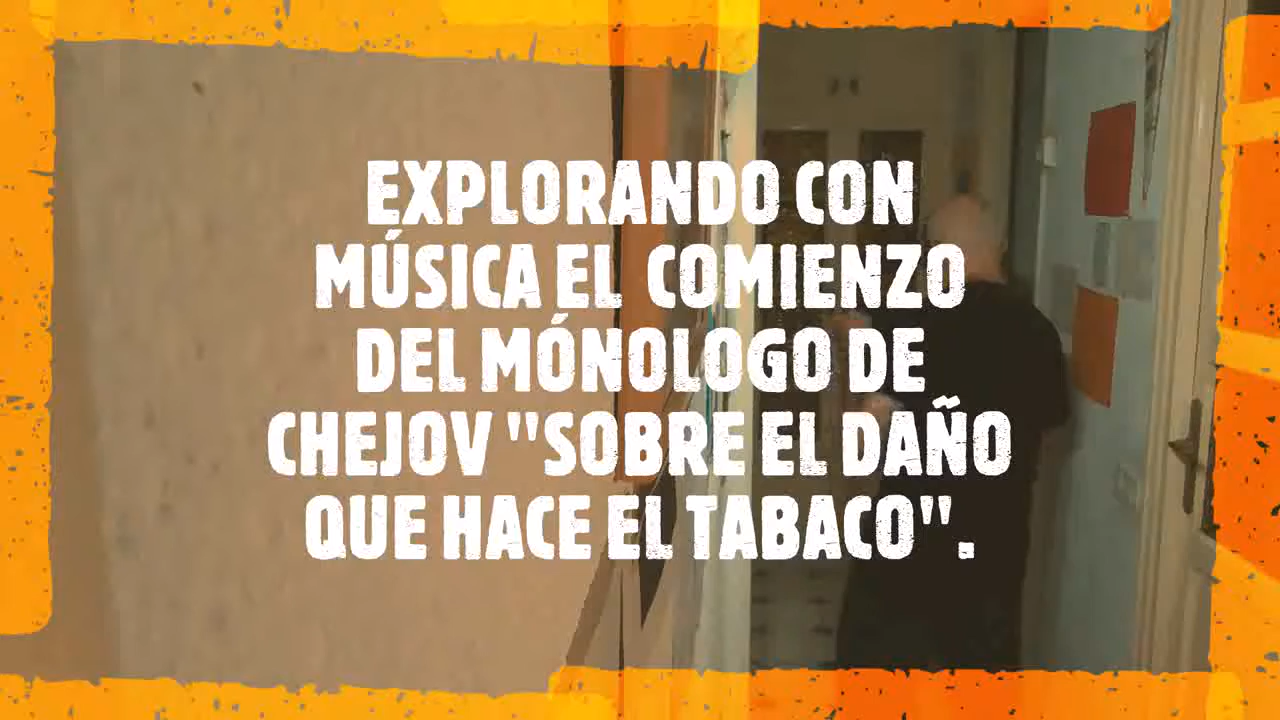 EXPLORANDO CON
MÚSICA EL COMIENZO
DEL MÓNOLOGO DE
CHEJOV "SOBRE EL DAÑO
QUE HACE EL TABACO".